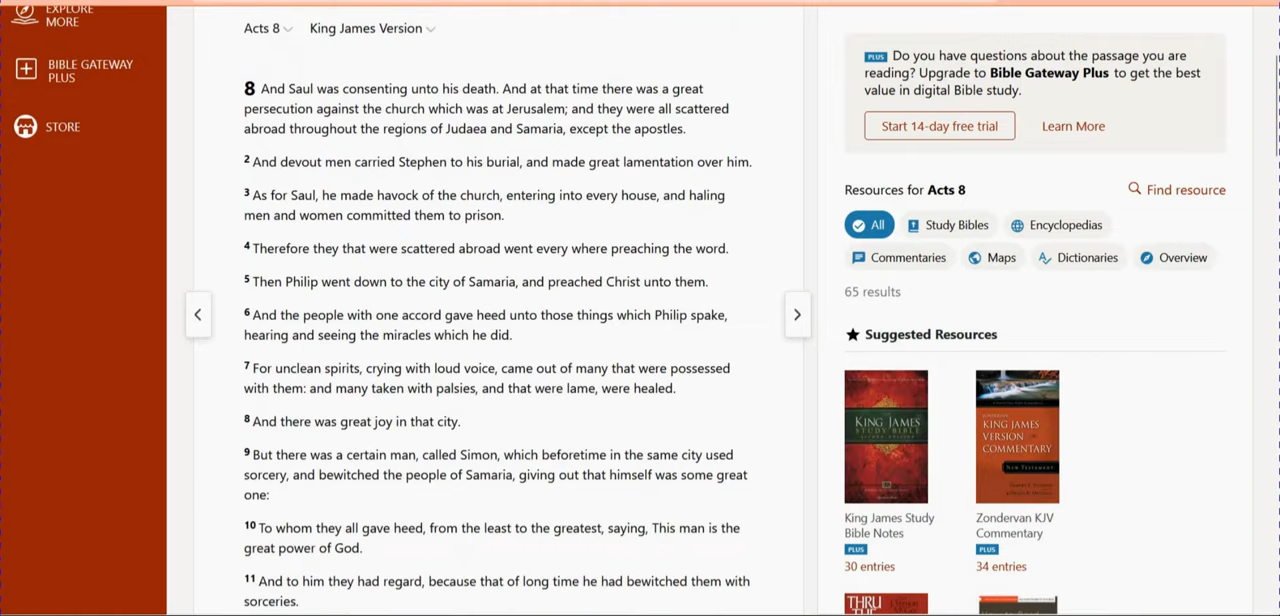 EXPLORE
MORE
BIBLE GATEWAY
PLUS
STORE
Acts 8 King James Version
8 And Saul was consenting unto his death. And at that time there was a great
persecution against the church which was at Jerusalem; and they were all scattered
abroad throughout the regions of Judaea and Samaria, except the apostles.
2 And devout men carried Stephen to his burial, and made great lamentation over him.
3 As for Saul, he made havock of the church, entering into every house, and haling
men and women committed them to prison.
4 Therefore they that were scattered abroad went every where preaching the word.
5 Then Philip went down to the city of Samaria, and preached Christ unto them.
6 And the people with one accord gave heed unto those things which Philip spake,
hearing and seeing the miracles which he did.
7 For unclean spirits, crying with loud voice, came out of many that were possessed
with them: and many taken with palsies, and that were lame, were healed.
8 And there was great joy in that city.
9 But there was a certain man, called Simon, which beforetime in the same city used
sorcery, and bewitched the people of Samaria, giving out that himself was some great
one:
10 To whom they all gave heed, from the least to the greatest, saying, This man is the
great power of God.
11 And to him they had regard, because that of long time he had bewitched them with
sorceries.
PLUS Do you have questions about the passage you are
reading? Upgrade to Bible Gateway Plus to get the best
value in digital Bible study.
Start 14-day free trial Learn More
Resources for Acts 8 Find resource
All Study Bibles Encyclopedias
Commentaries Maps Dictionaries Overview
65 results
Suggested Resources
KING JAMES
STUDY BIBLE
ZONDERVAN
KING JAMES
VERSION
COMMENTARY
NEW TESTAMENT
King James Study
Bible Notes
PLUS
30 entries
Zondervan KJV
Commentary
PLUS
34 entries
THRU